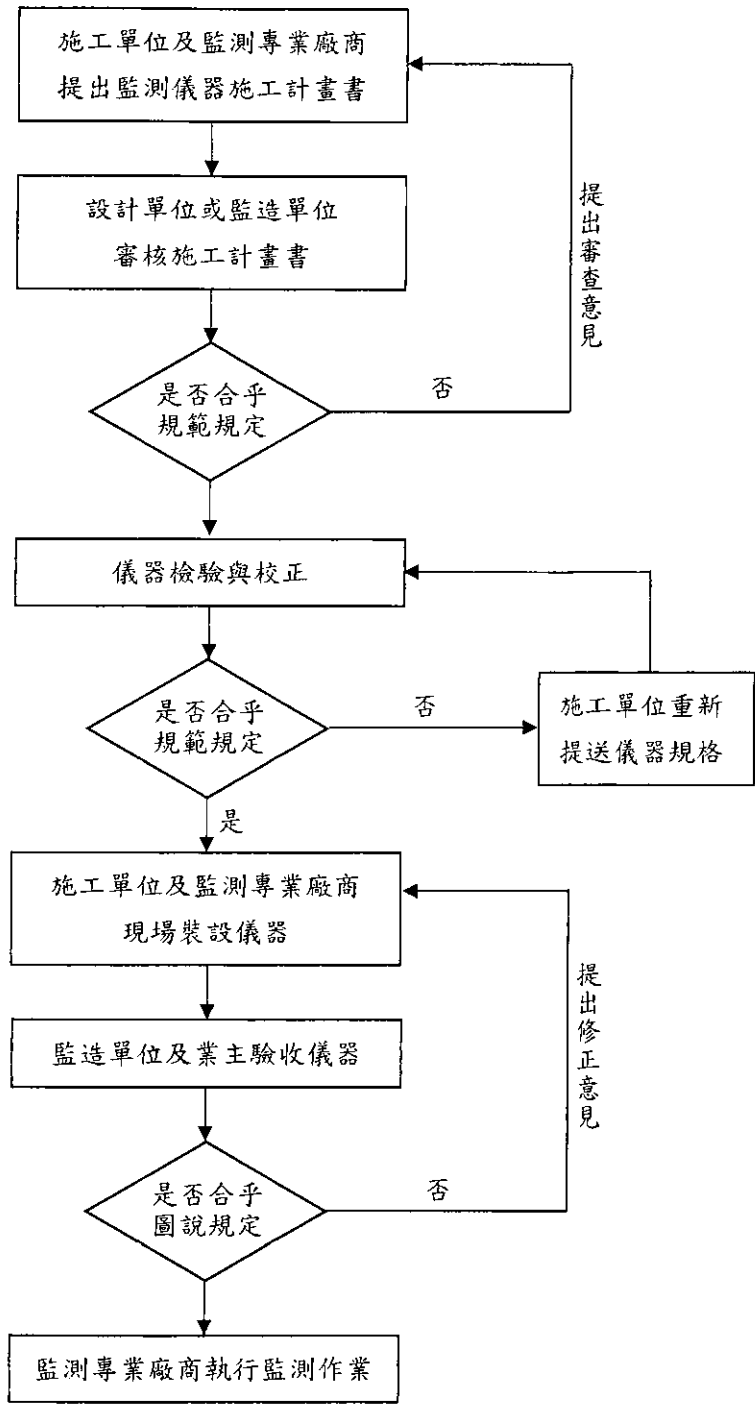 施工單位及監測專業廠商
提出監測儀器施工計畫書
設計單位或監造單位
審核施工計畫書
提出審查意見
是否合乎
規範規定
否
儀器檢驗與校正
是否合乎
規範規定
否
施工單位重新
提送儀器規格
是
施工單位及監測專業廠商
現場裝設儀器
監造單位及業主驗收儀器
提出修正意見
是否合乎
圖說規定
否
監測專業廠商執行監測作業